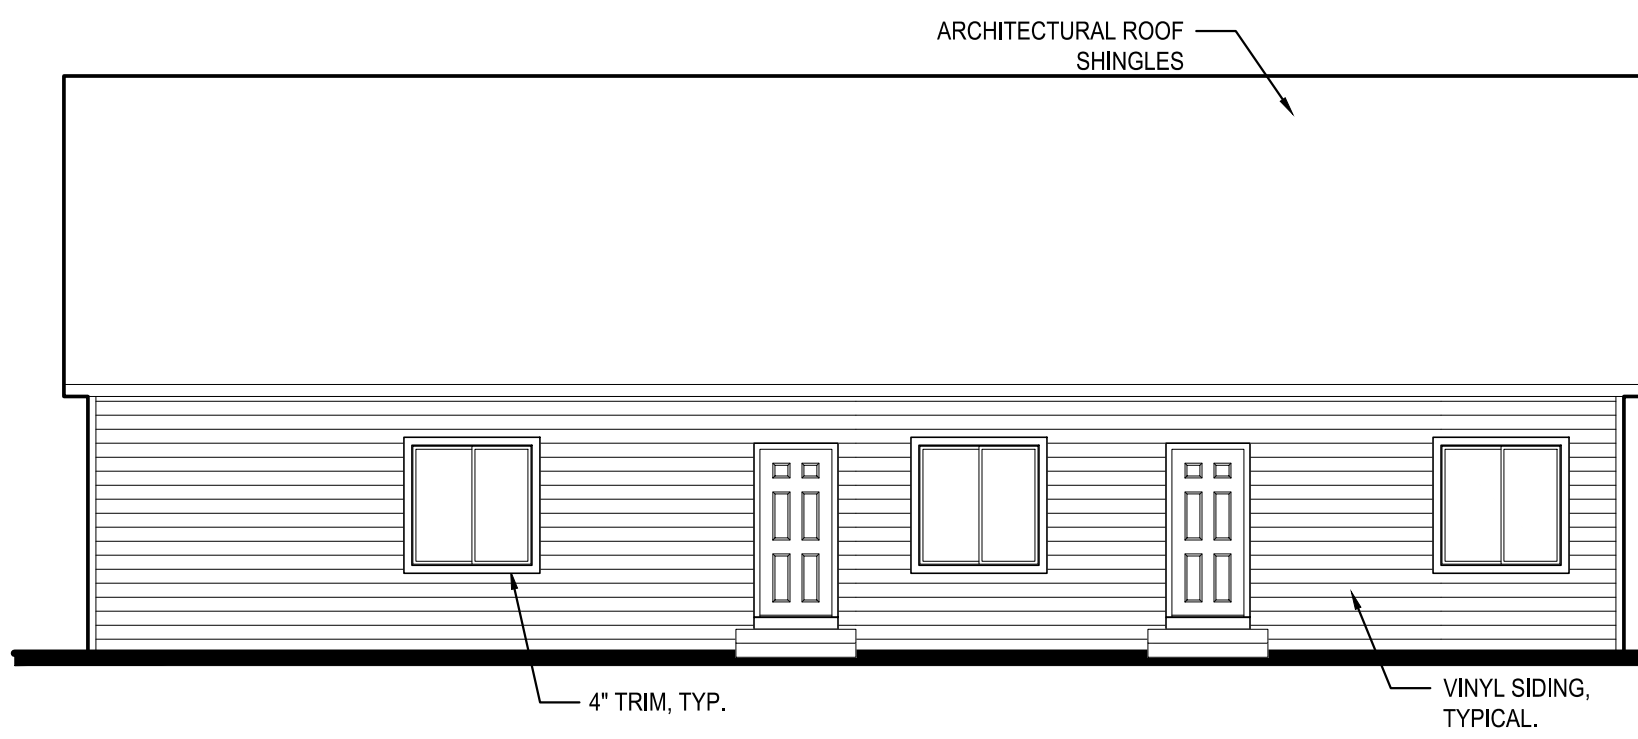 ARCHITECTURAL ROOF
SHINGLES
4" TRIM, TYP.
VINYL SIDING,
TYPICAL.